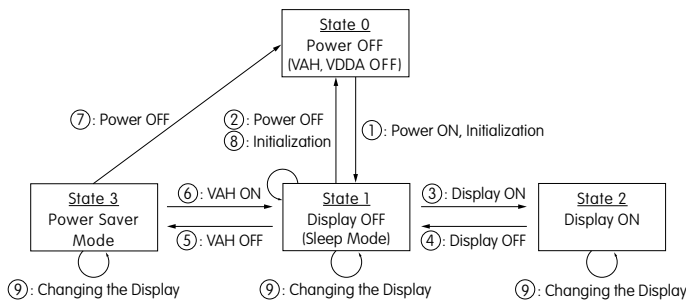 State 0
Power OFF
(VAH, VDDA OFF)
⑦: Power OFF
②: Power OFF
⑧: Initialization
①: Power ON, Initialization
State 3
Power Saver
Mode
⑥: VAH ON
⑤: VAH OFF
State 1
Display OFF
(Sleep Mode)
③: Display ON
④: Display OFF
State 2
Display ON
⑨: Changing the Display
⑨: Changing the Display
⑨: Changing the Display